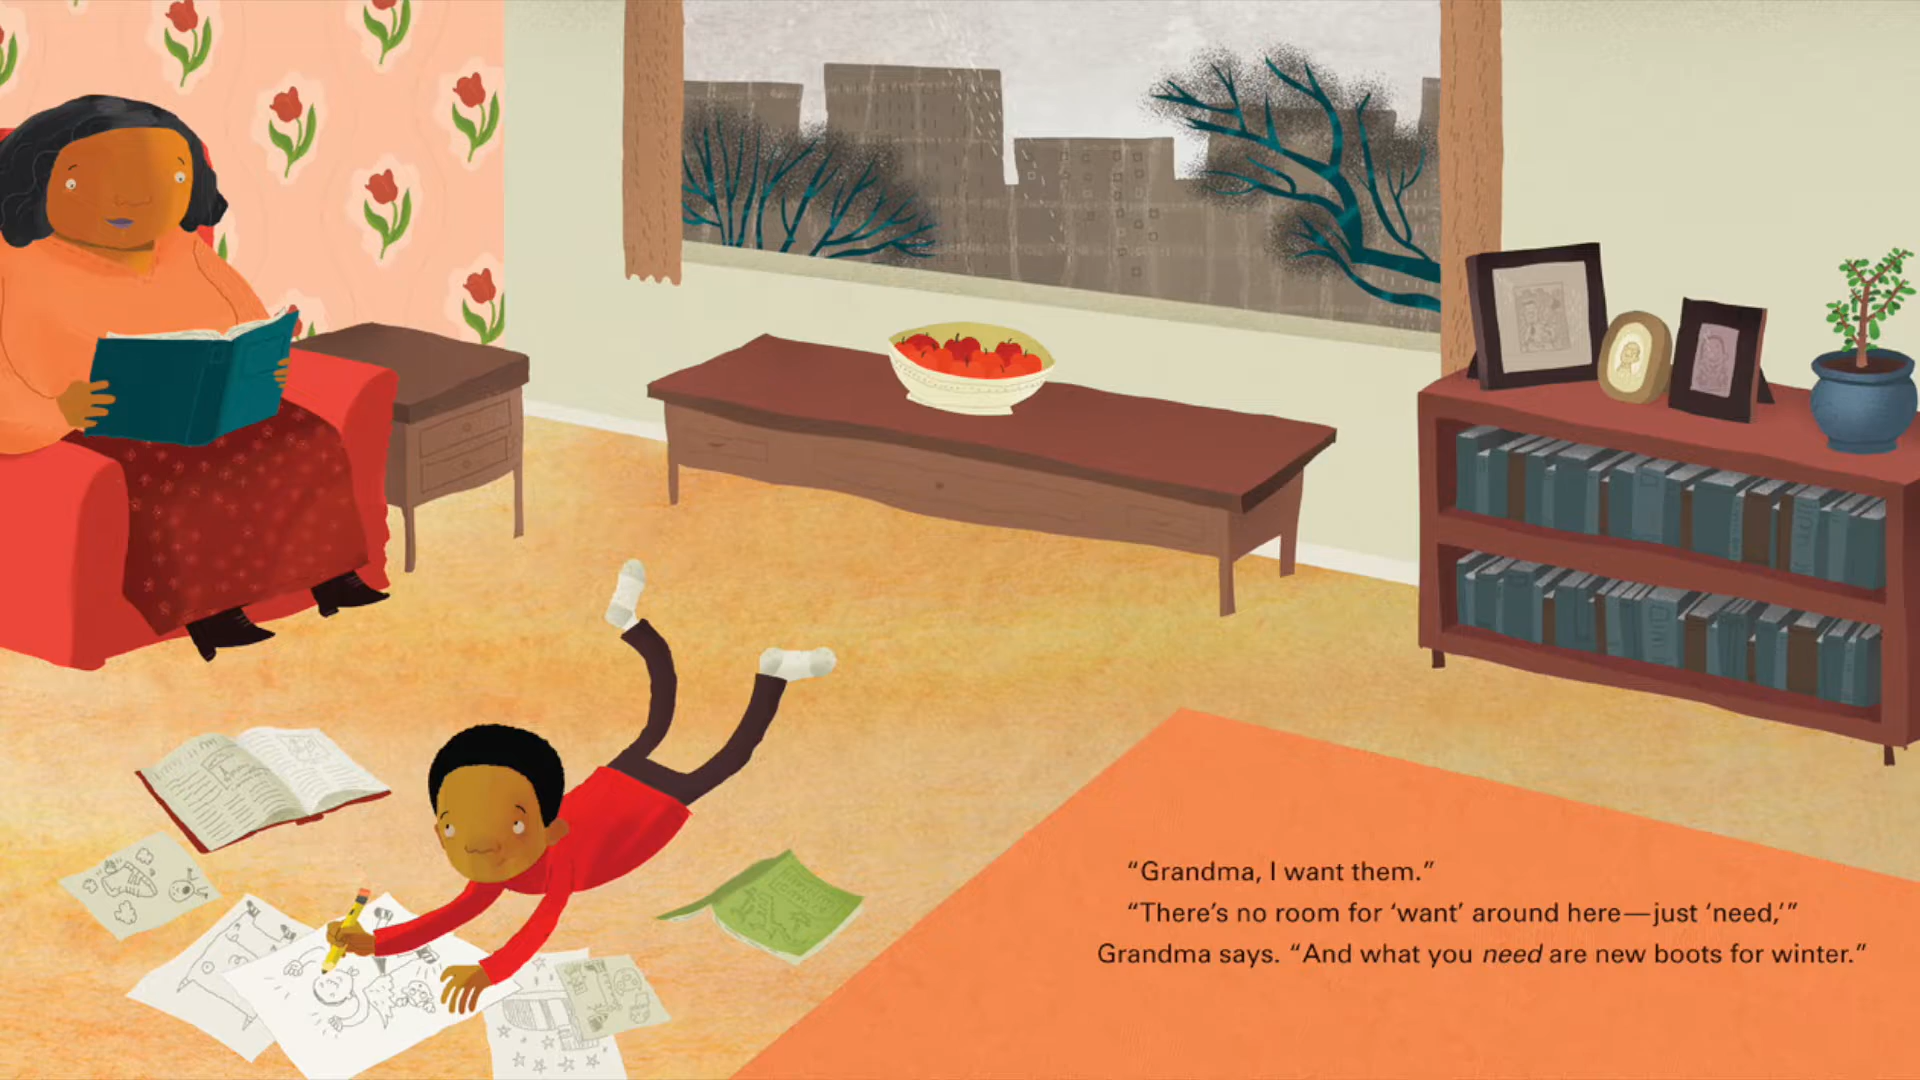 “Grandma, I want them.”
“There’s no room for ‘want’ around here—just ‘need,’”
Grandma says. “And what you need are new boots for winter.”